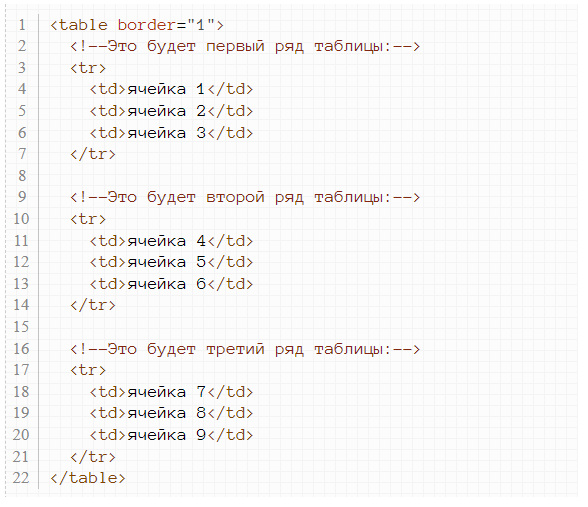 1 <table border="1">
2 <!--Это будет первый ряд таблицы:-->
3 <tr>
4 <td>ячейка 1</td>
5 <td>ячейка 2</td>
6 <td>ячейка 3</td>
7 </tr>
8
9 <!--Это будет второй ряд таблицы:-->
10 <tr>
11 <td>ячейка 4</td>
12 <td>ячейка 5</td>
13 <td>ячейка 6</td>
14 </tr>
15
16 <!--Это будет третий ряд таблицы:-->
17 <tr>
18 <td>ячейка 7</td>
19 <td>ячейка 8</td>
20 <td>ячейка 9</td>
21 </tr>
22 </table>